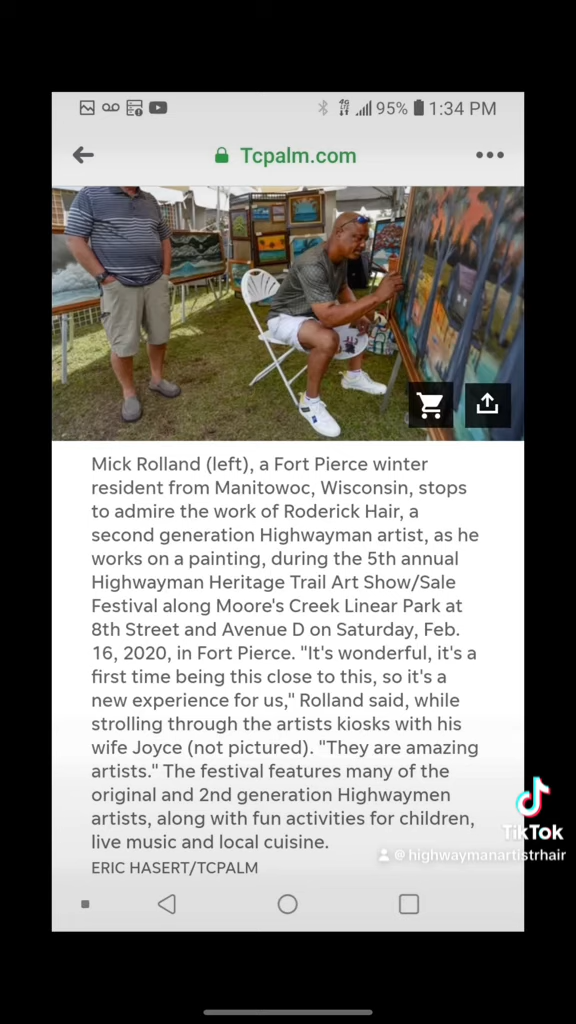 4G LTE 95% 1:34 PM
Tcpalm.com
Mick Rolland (left), a Fort Pierce winter
resident from Manitowoc, Wisconsin, stops
to admire the work of Roderick Hair, a
second generation Highwayman artist, as he
works on a painting, during the 5th annual
Highwayman Heritage Trail Art Show/Sale
Festival along Moore's Creek Linear Park at
8th Street and Avenue D on Saturday, Feb.
16, 2020, in Fort Pierce. "It's wonderful, it's a
first time being this close to this, so it's a
new experience for us," Rolland said, while
strolling through the artists kiosks with his
wife Joyce (not pictured). "They are amazing
artists." The festival features many of the
original and 2nd generation Highwaymen
artists, along with fun activities for children,
live music and local cuisine.
ERIC HASERT/TCPALM
TikTok
@highwaymanartistrhair